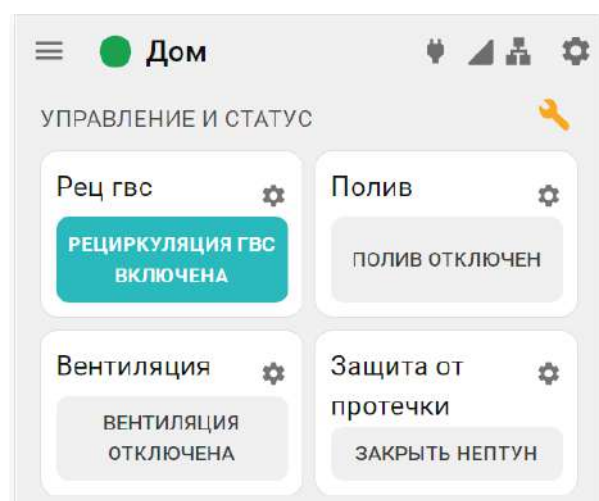 Дом
УПРАВЛЕНИЕ И СТАТУС
Рец гвс
РЕЦИРКУЛЯЦИЯ ГВС
ВКЛЮЧЕНА
Полив
ПОЛИВ ОТКЛЮЧЕН
Вентиляция
ВЕНТИЛЯЦИЯ
ОТКЛЮЧЕНА
Защита от
протечки
ЗАКРЫТЬ НЕПТУН